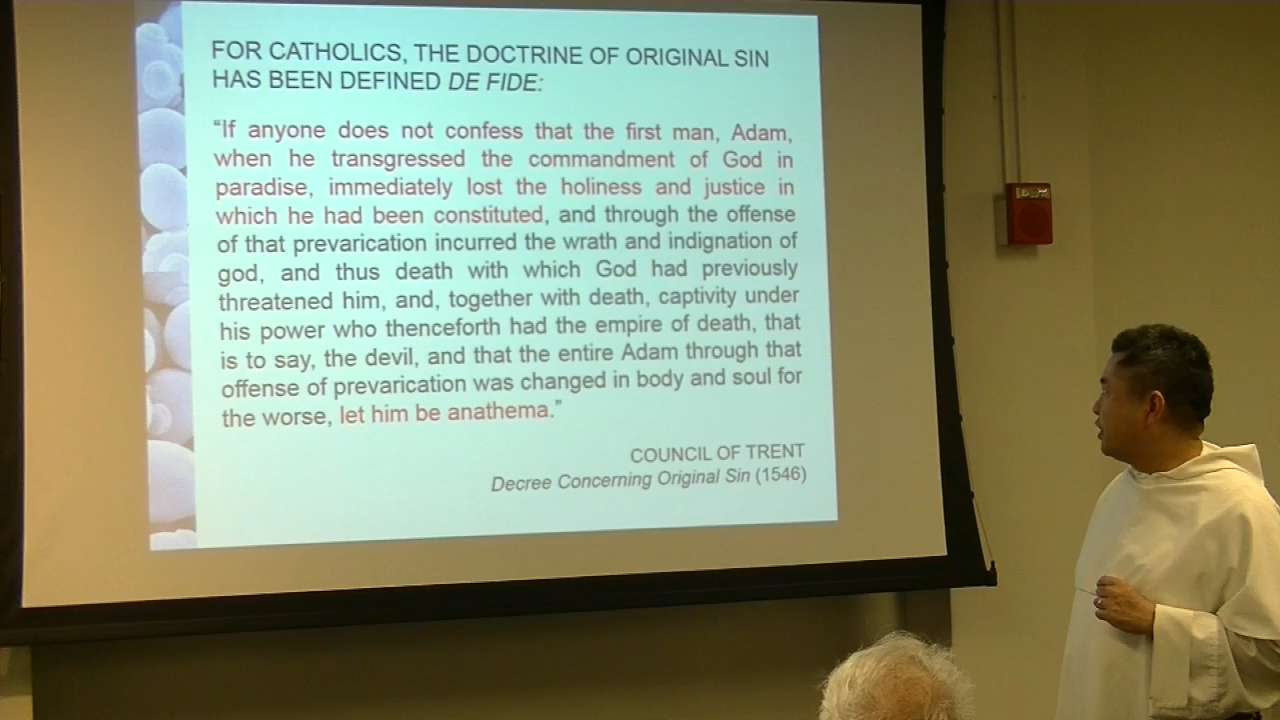 FOR CATHOLICS, THE DOCTRINE OF ORIGINAL SIN
HAS BEEN DEFINED DE FIDE:
“If anyone does not confess that the first man, Adam,
when he transgressed the commandment of God in
paradise, immediately lost the holiness and justice in
which he had been constituted, and through the offense
of that prevarication incurred the wrath and indignation of
god, and thus death with which God had previously
threatened him, and, together with death, captivity under
his power who thenceforth had the empire of death, that
is to say, the devil, and that the entire Adam through that
offense of prevarication was changed in body and soul for
the worse, let him be anathema.”
COUNCIL OF TRENT
Decree Concerning Original Sin (1546)